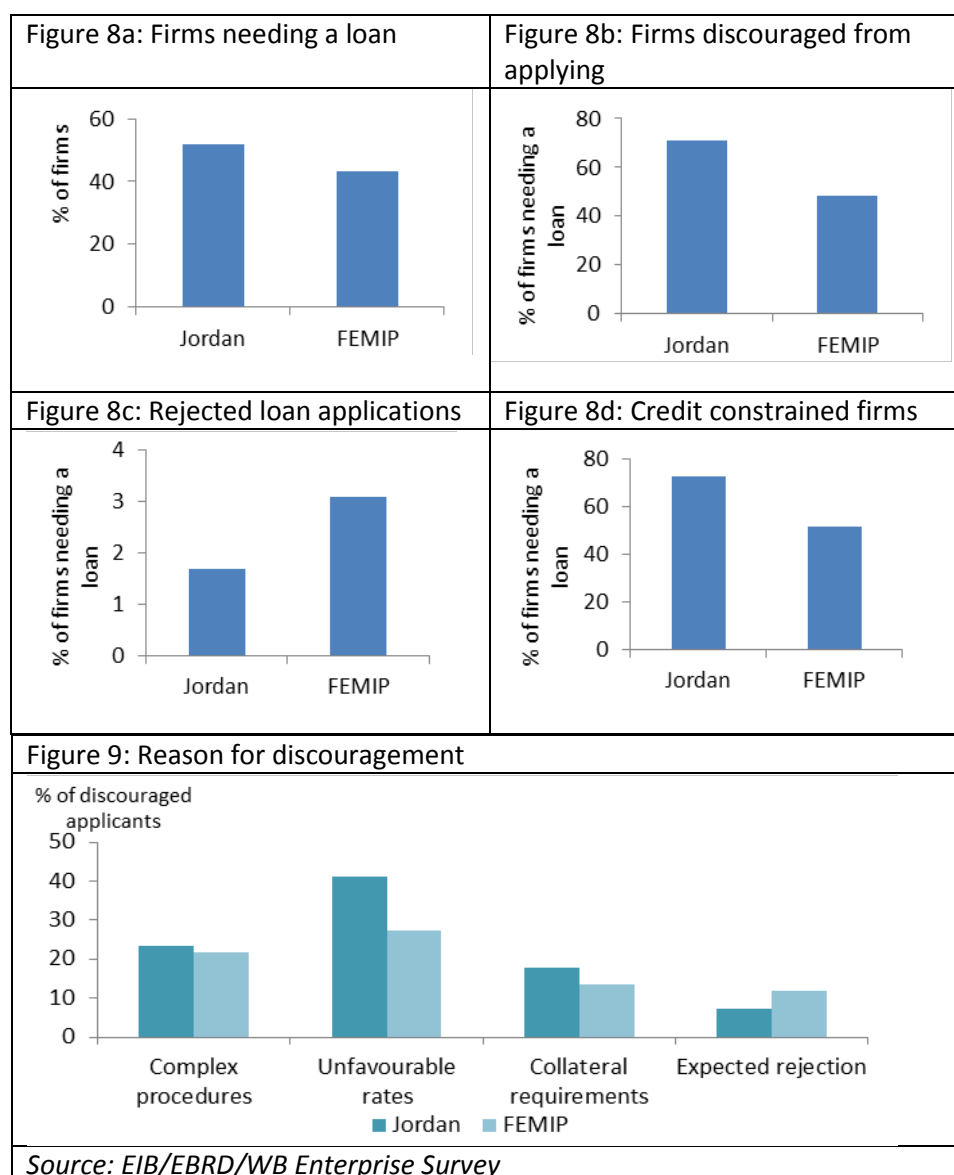 Figure 8a: Firms needing a loan
Figure 8b: Firms discouraged from
applying
% of firms
60
40
20
0
Jordan FEMIP
% of firms needing a
loan
80
60
40
20
0
Jordan FEMIP
Figure 8c: Rejected loan applications
Figure 8d: Credit constrained firms
% of firms needing a
loan
4
3
2
1
0
Jordan FEMIP
% of firms needing a
loan
80
60
40
20
0
Jordan FEMIP
Figure 9: Reason for discouragement
% of discouraged
applicants
50
40
30
20
10
0
Complex
procedures
Unfavourable
rates
Collateral
requirements
Expected rejection
Jordan FEMIP
Source: EIB/EBRD/WB Enterprise Survey